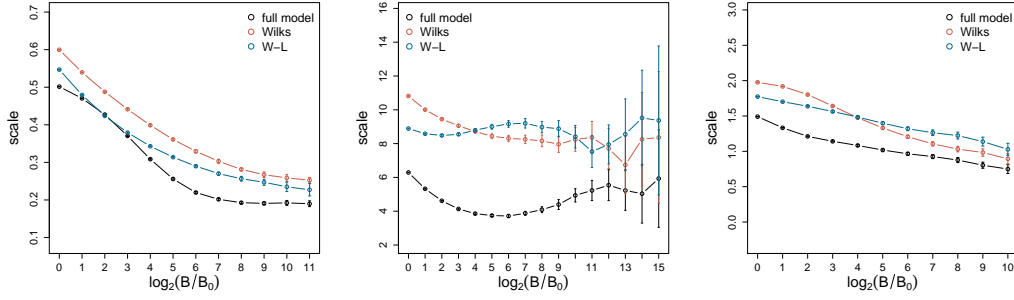 full model
Wilks
W−L
scale
0.7
0.6
0.5
0.4
0.3
0.2
0.1
0 1 2 3 4 5 6 7 8 9 10 11
log2(B/B0)
full model
Wilks
W−L
scale
16
14
12
10
8
6
4
2
0 1 2 3 4 5 6 7 8 9 11 13 15
log2(B/B0)
full model
Wilks
W−L
scale
3.0
2.5
2.0
1.5
1.0
0.5
0.0
0 1 2 3 4 5 6 7 8 9 10
log2(B/B0)